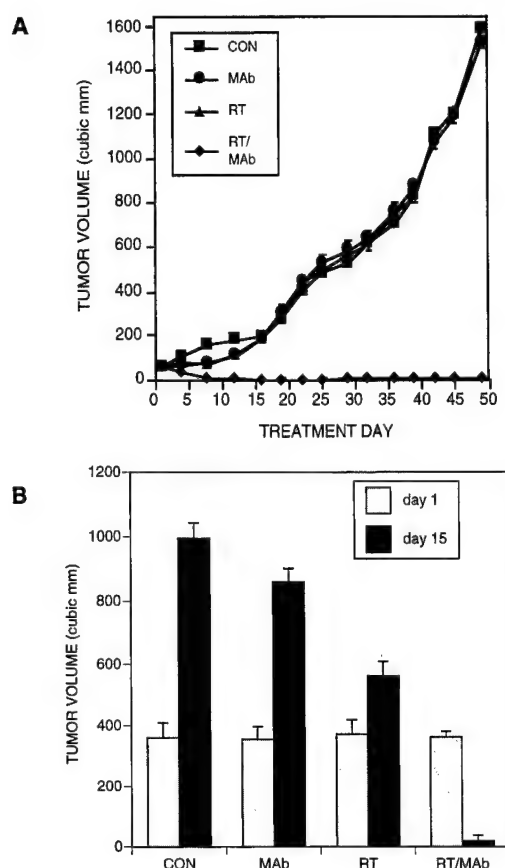 A
TUMOR VOLUME (cubic mm)
1600
1400
1200
1000
800
600
400
200
0
CON
MAb
RT
RT/
MAb
0 5 10 15 20 25 30 35 40 45 50
TREATMENT DAY
B
TUMOR VOLUME (cubic mm)
1200
1000
800
600
400
200
0
day 1
day 15
CON MAb RT RT/MAb